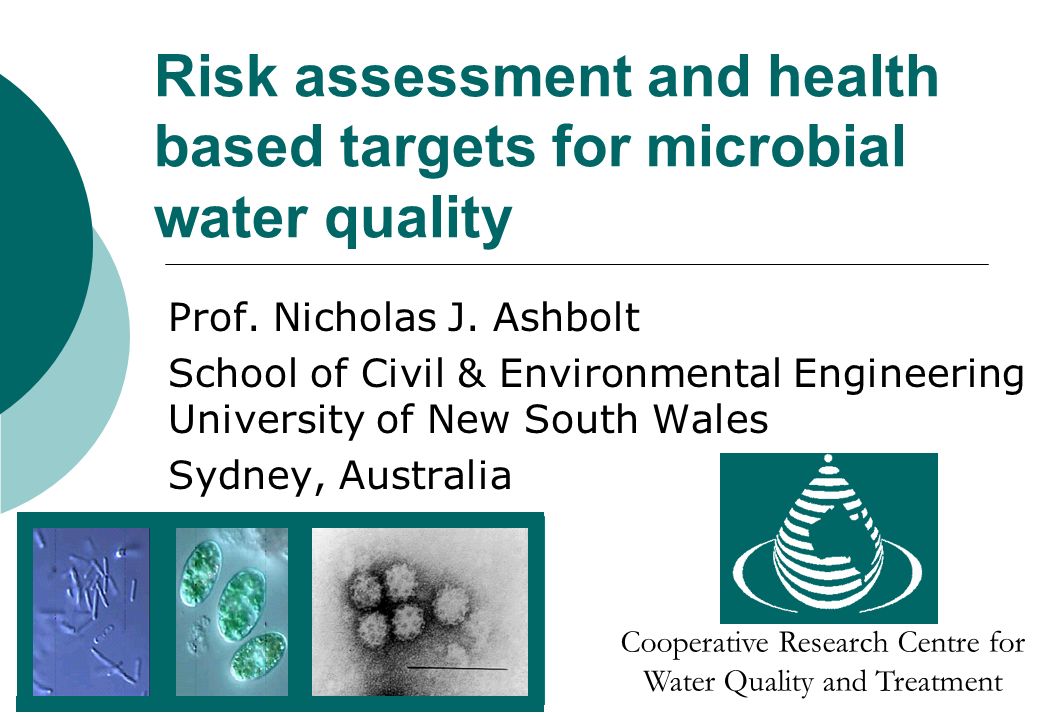 Risk assessment and health
based targets for microbial
water quality
Prof. Nicholas J. Ashbolt
School of Civil & Environmental Engineering
University of New South Wales
Sydney, Australia
Cooperative Research Centre for
Water Quality and Treatment